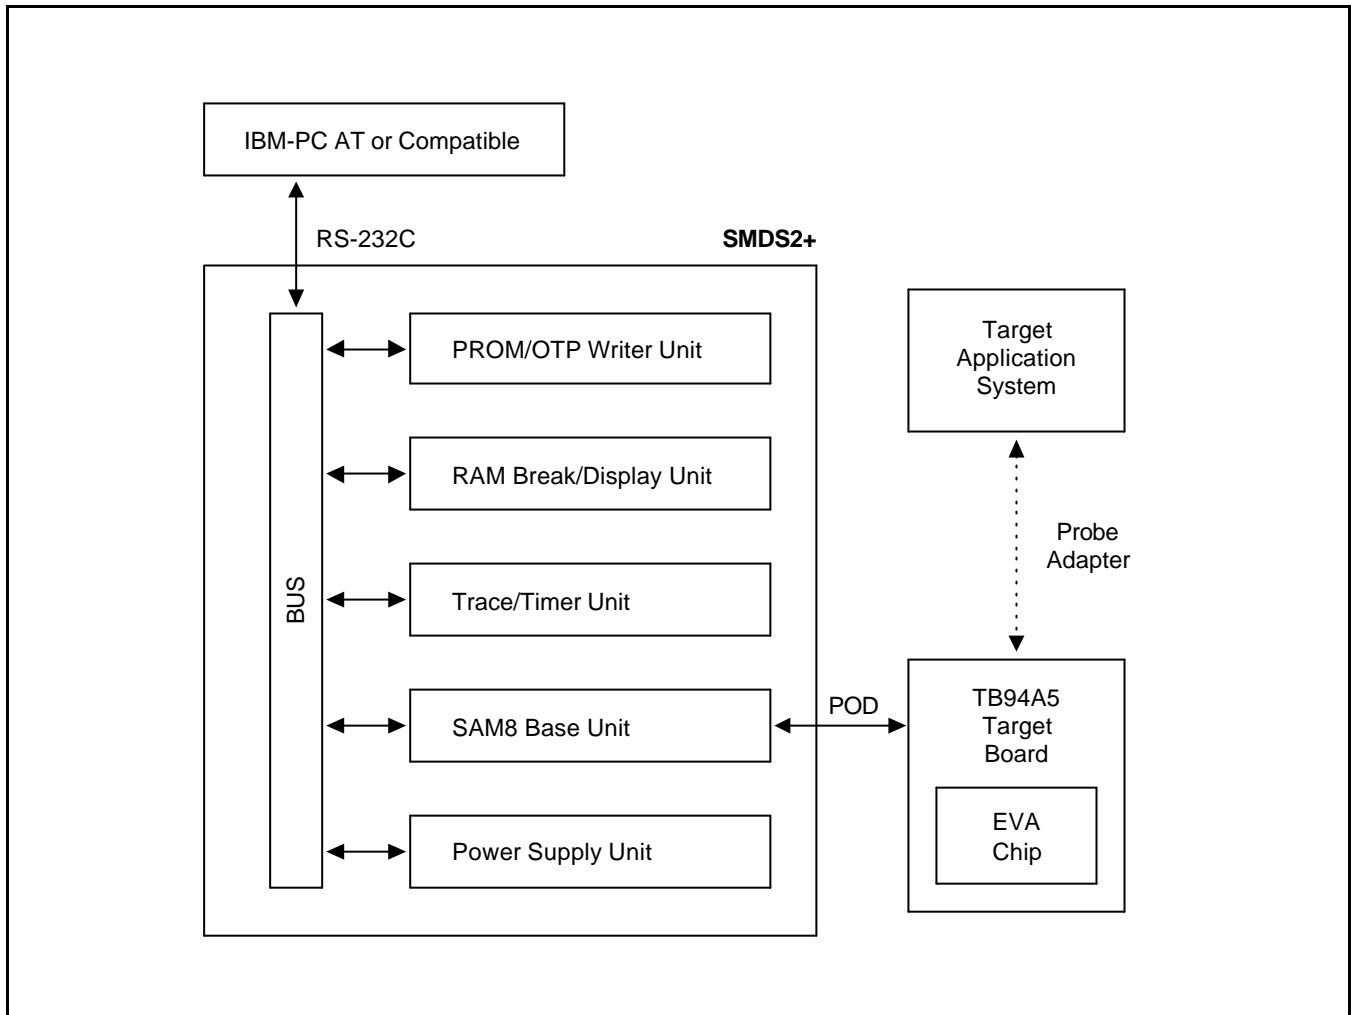 IBM-PC AT or Compatible
RS-232C
SMDS2+
PROM/OTP Writer Unit
RAM Break/Display Unit
Trace/Timer Unit
SAM8 Base Unit
Power Supply Unit
BUS
POD
Target
Application
System
Probe
Adapter
TB94A5
Target
Board
EVA
Chip